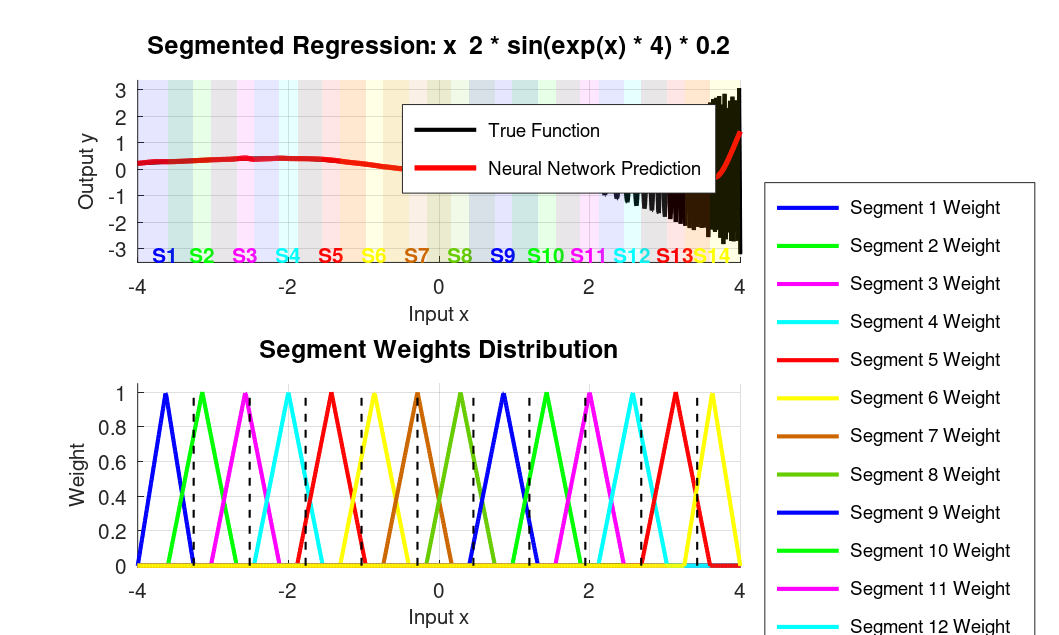 Segmented Regression: x 2 * sin(exp(x) * 4) * 0.2
3
2
1
0
-1
-2
-3
Output y
True Function
Neural Network Prediction
S1 S2 S3 S4 S5 S6 S7 S8 S9 S10 S11 S12 S13 S14
-4 -2 0 2 4
Input x
Segment Weights Distribution
1
0.8
0.6
0.4
0.2
0
Weight
-4 -2 0 2 4
Input x
Segment 1 Weight
Segment 2 Weight
Segment 3 Weight
Segment 4 Weight
Segment 5 Weight
Segment 6 Weight
Segment 7 Weight
Segment 8 Weight
Segment 9 Weight
Segment 10 Weight
Segment 11 Weight
Segment 12 Weight